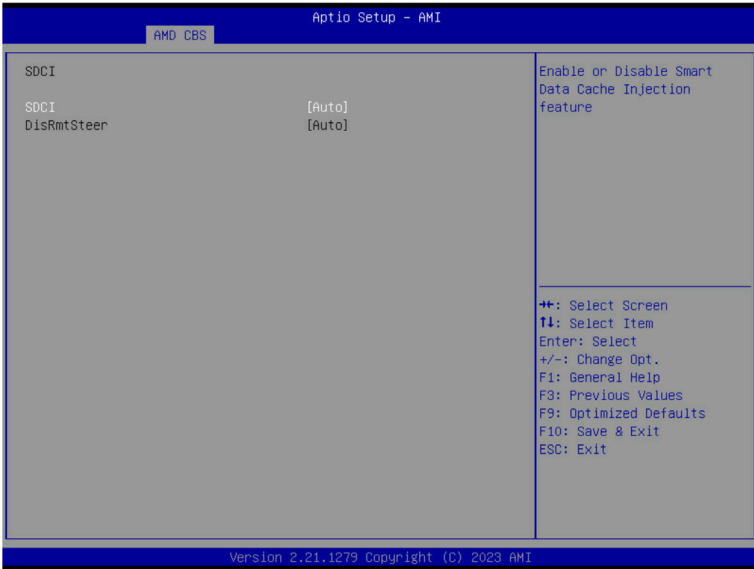 Aptio Setup – AMI
AMD CBS
SDCI
SDCI [Auto]
DisRmtSteer [Auto]
Enable or Disable Smart
Data Cache Injection
feature
→←: Select Screen
↑↓: Select Item
Enter: Select
+/-: Change Opt.
F1: General Help
F3: Previous Values
F9: Optimized Defaults
F10: Save & Exit
ESC: Exit
Version 2.21.1279 Copyright (C) 2023 AMI